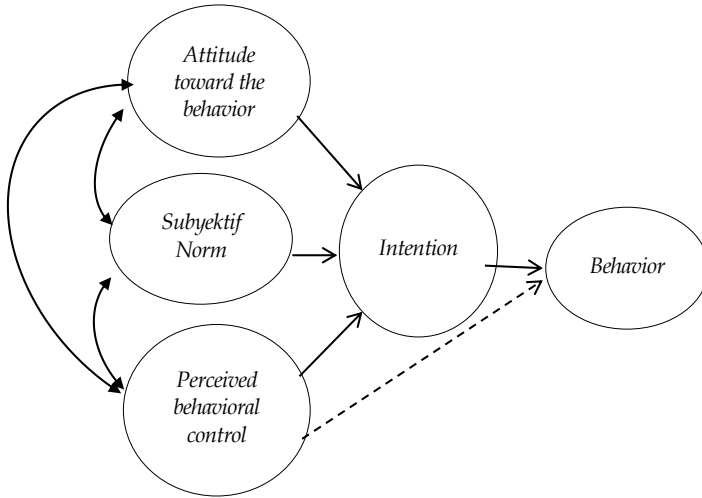 Attitude
toward the
behavior
Subyektif
Norm
Intention
Behavior
Perceived
behavioral
control